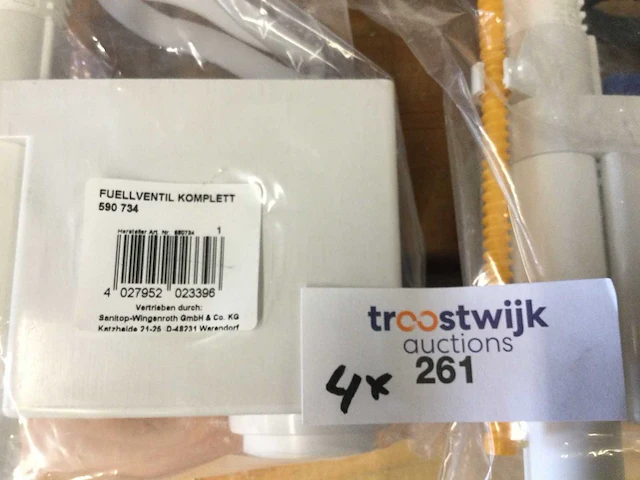 FUELLVENTIL KOMPLETT
590 734
Hersteller Art. Nr. 590734
1
4 027952 023396
Vertrieben durch:
Sanitop-Wingenroth GmbH & Co. KG
Katzheide 21-25 D-48231 Warendorf
troostwijk
auctions
4x 261